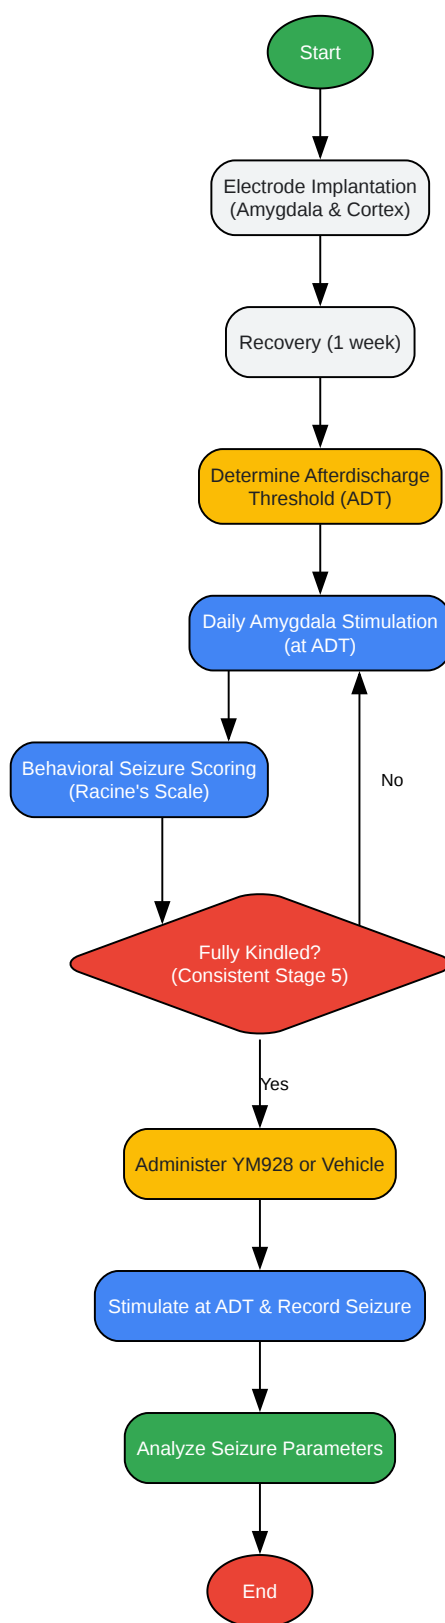 Start
Electrode Implantation
(Amygdala & Cortex)
Recovery (1 week)
Determine Afterdischarge
Threshold (ADT)
Daily Amygdala Stimulation
(at ADT)
Behavioral Seizure Scoring
(Racine's Scale)
No
Fully Kindled?
(Consistent Stage 5)
Yes
Administer YM928 or Vehicle
Stimulate at ADT & Record Seizure
Analyze Seizure Parameters
End